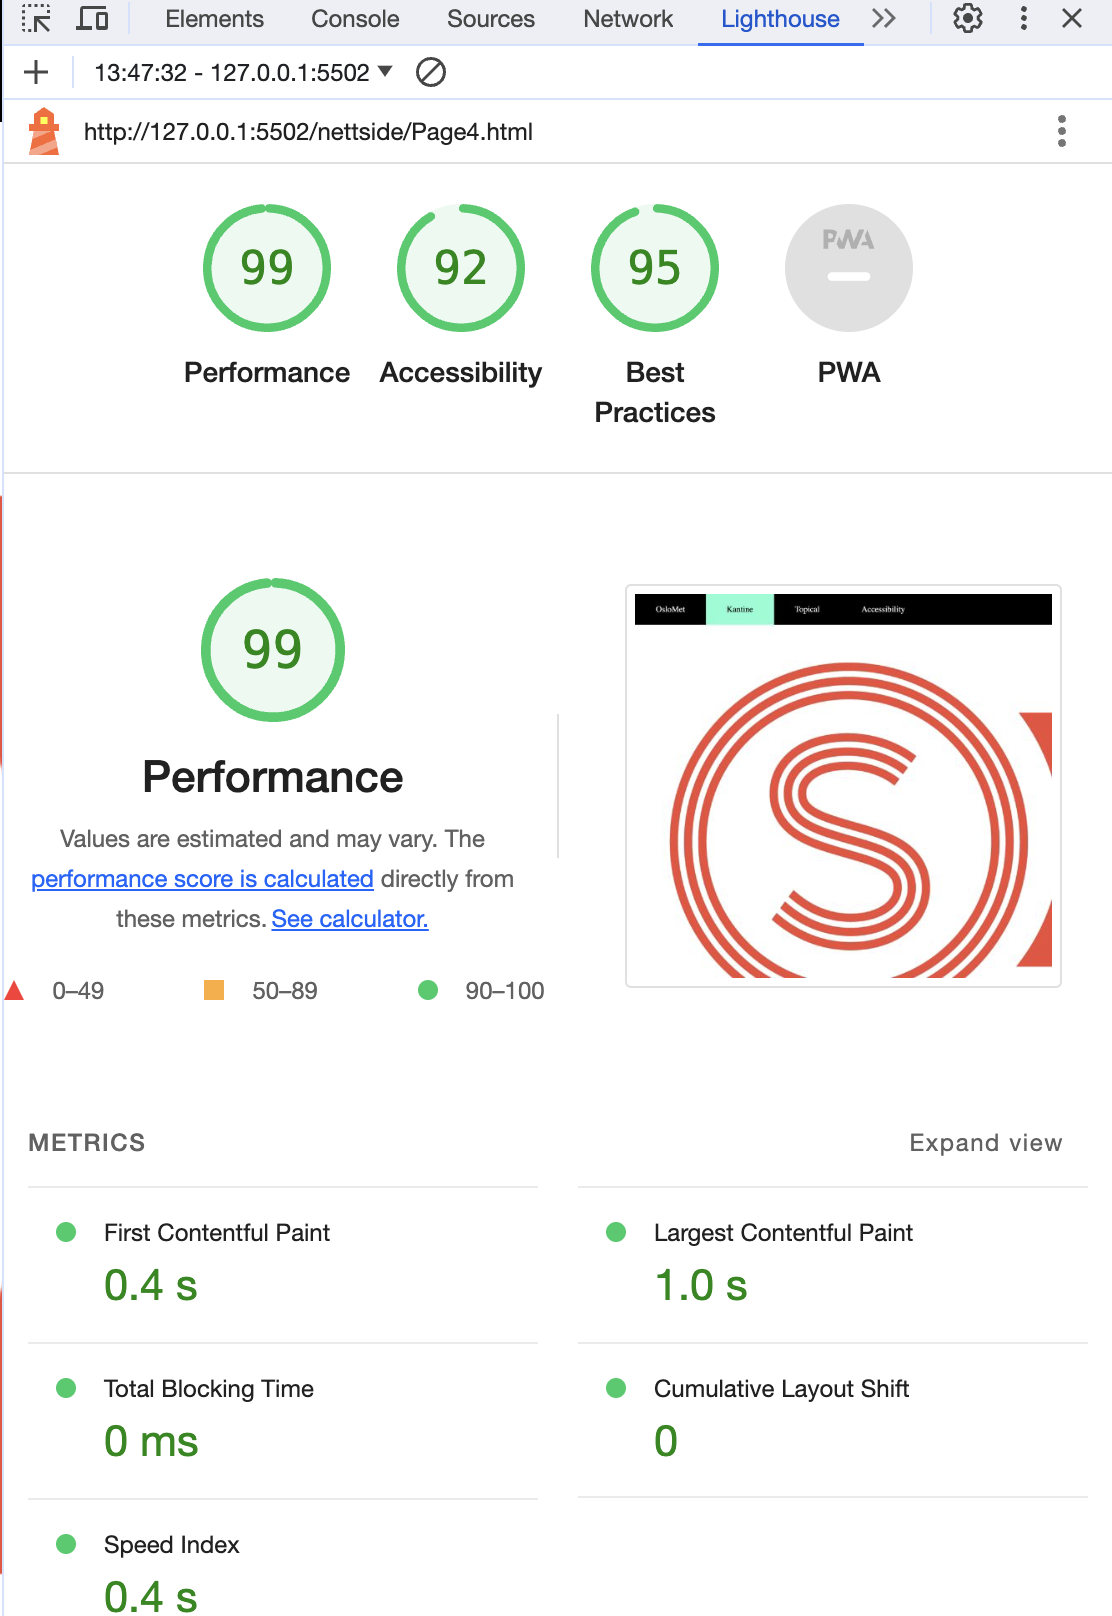 Elements Console Sources Network Lighthouse
13:47:32 - 127.0.0.1:5502
http://127.0.0.1:5502/nettside/Page4.html
99 92 95 PWA
Performance Accessibility Best Practices PWA
99
Performance
Values are estimated and may vary. The
performance score is calculated directly from
these metrics. See calculator.
0–49 50–89 90–100
OsloMet Kantine Topical Accessibility
S
METRICS Expand view
First Contentful Paint Largest Contentful Paint
0.4 s 1.0 s
Total Blocking Time Cumulative Layout Shift
0 ms 0
Speed Index
0.4 s